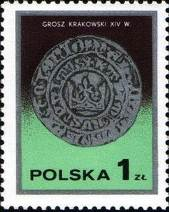 GROSZ KRAKOWSKI XIV W.
POLSKA 1 ZŁ